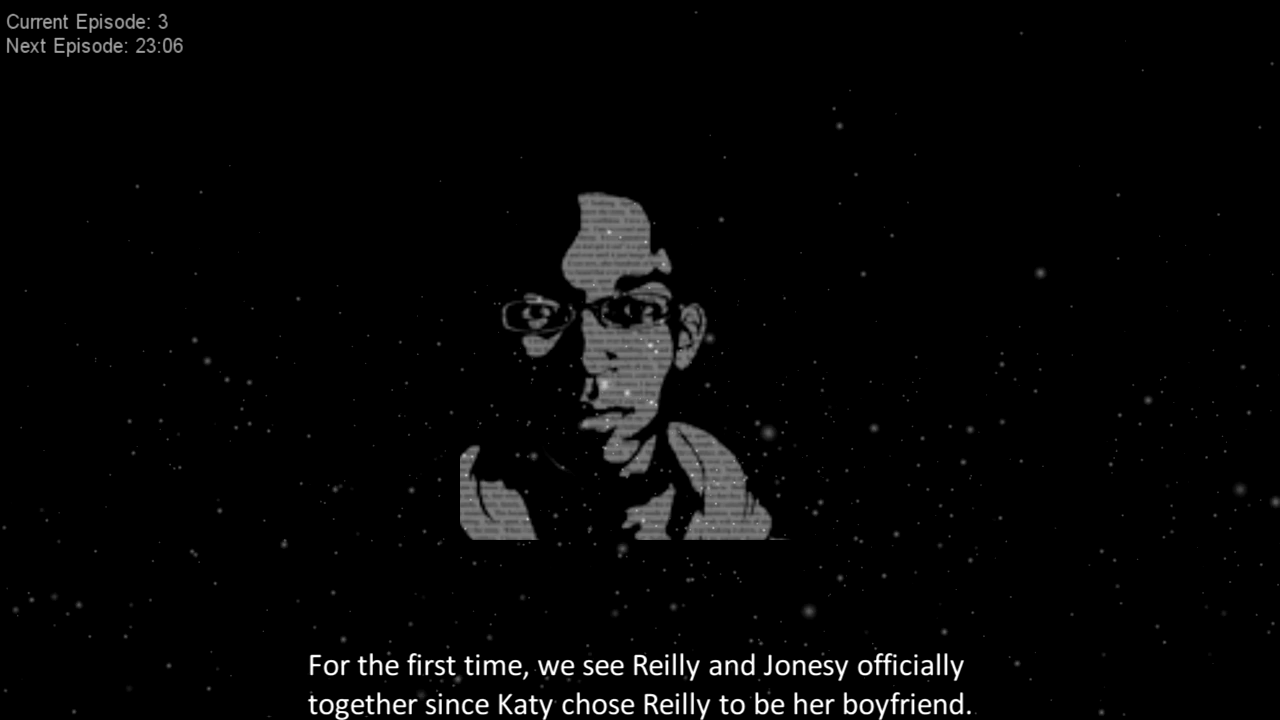 Current Episode: 3
Next Episode: 23:06
For the first time, we see Reilly and Jonesy officially
together since Katy chose Reilly to be her boyfriend.